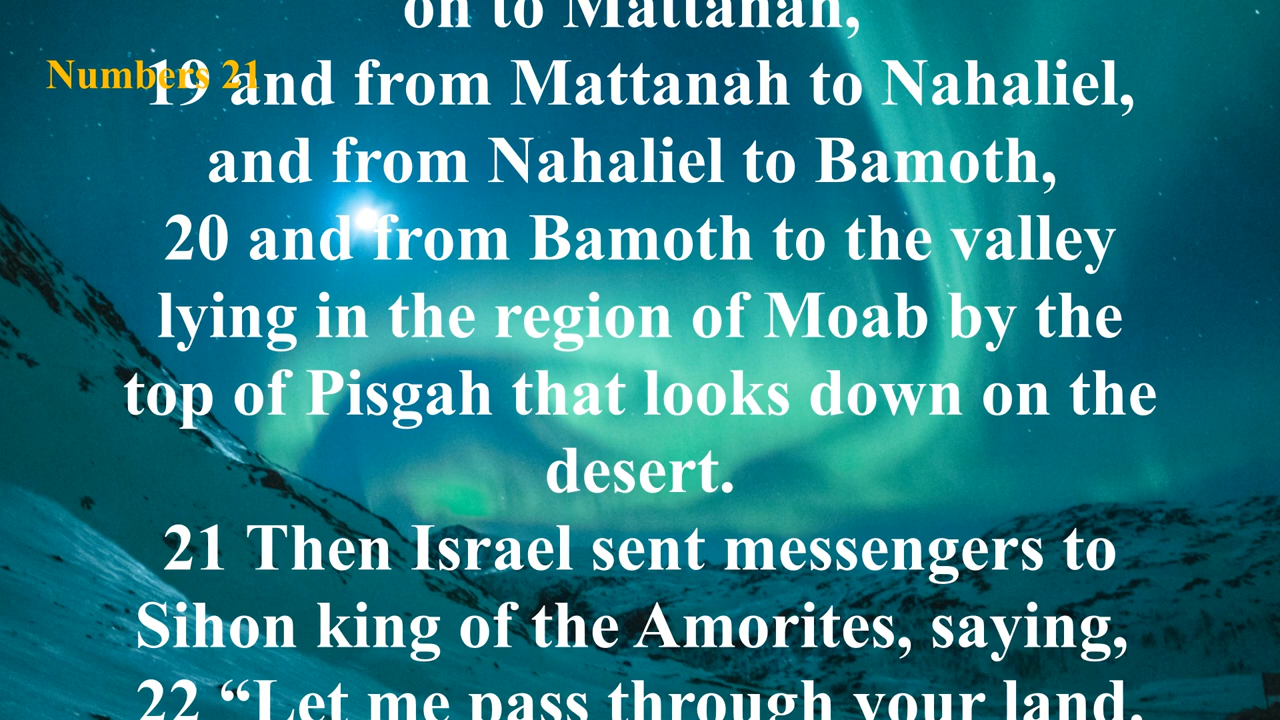 on to Mattanah,
Numbers 21
19 and from Mattanah to Nahaliel,
and from Nahaliel to Bamoth,
20 and from Bamoth to the valley
lying in the region of Moab by the
top of Pisgah that looks down on the
desert.
21 Then Israel sent messengers to
Sihon king of the Amorites, saying,
22 “Let me pass through your land.